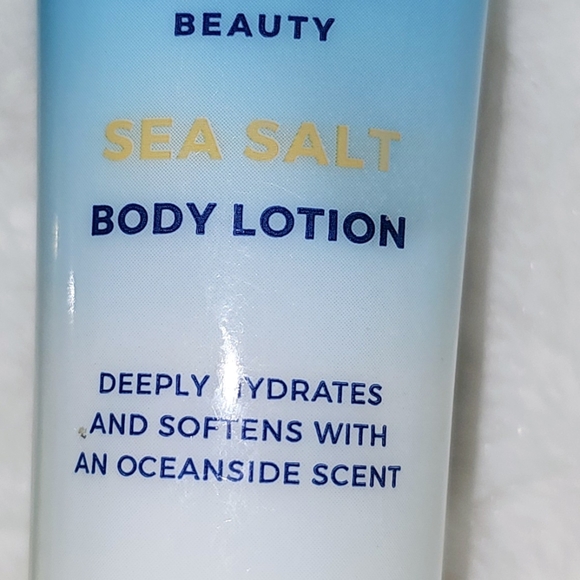 BEAUTY
SEA SALT
BODY LOTION
DEEPLY HYDRATES
AND SOFTENS WITH
AN OCEANSIDE SCENT